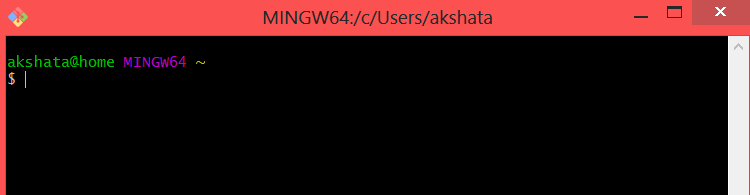 MINGW64:/c/Users/akshata
akshata@home MINGW64 ~
$